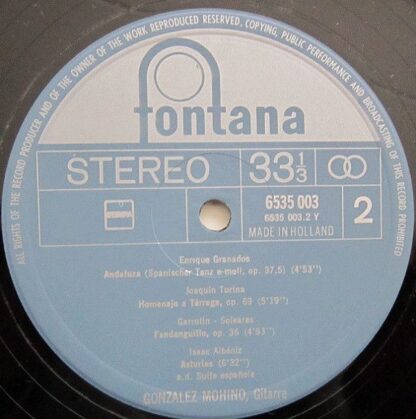 ALL RIGHTS OF THE RECORD PRODUCER AND OF THE OWNER OF THE WORK REPRODUCED RESERVED. COPYING, PUBLIC PERFORMANCE AND BROADCASTING OF THIS RECORD PROHIBITED
fontana
STEREO 33⅓
6535 003
6535 003.2 Y
MADE IN HOLLAND
2
Enrique Granados
Andaluza (Spanischer Tanz e-moll, op. 37,5) (4'53'')
Joaquin Turina
Homenaje a Tárrega, op. 69 (5'19'')
Garrotin - Soleares
Fandanguillo, op. 36 (4'53'')
Isaac Albéniz
Asturias (6'32'')
a.d. Suite española
GONZALEZ MOHINO, Gitarre